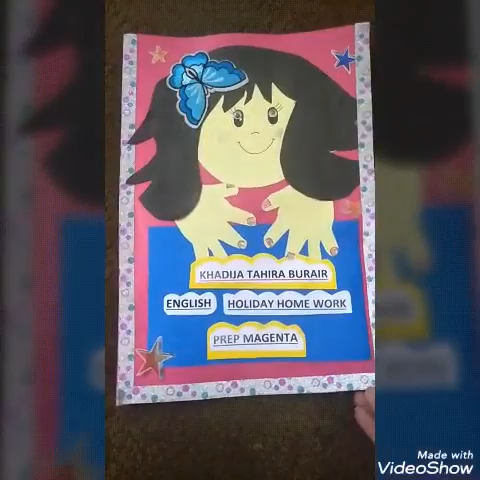 KHADIJA TAHIRA BURAIR
ENGLISH HOLIDAY HOME WORK
PREP MAGENTA
Made with
VideoShow